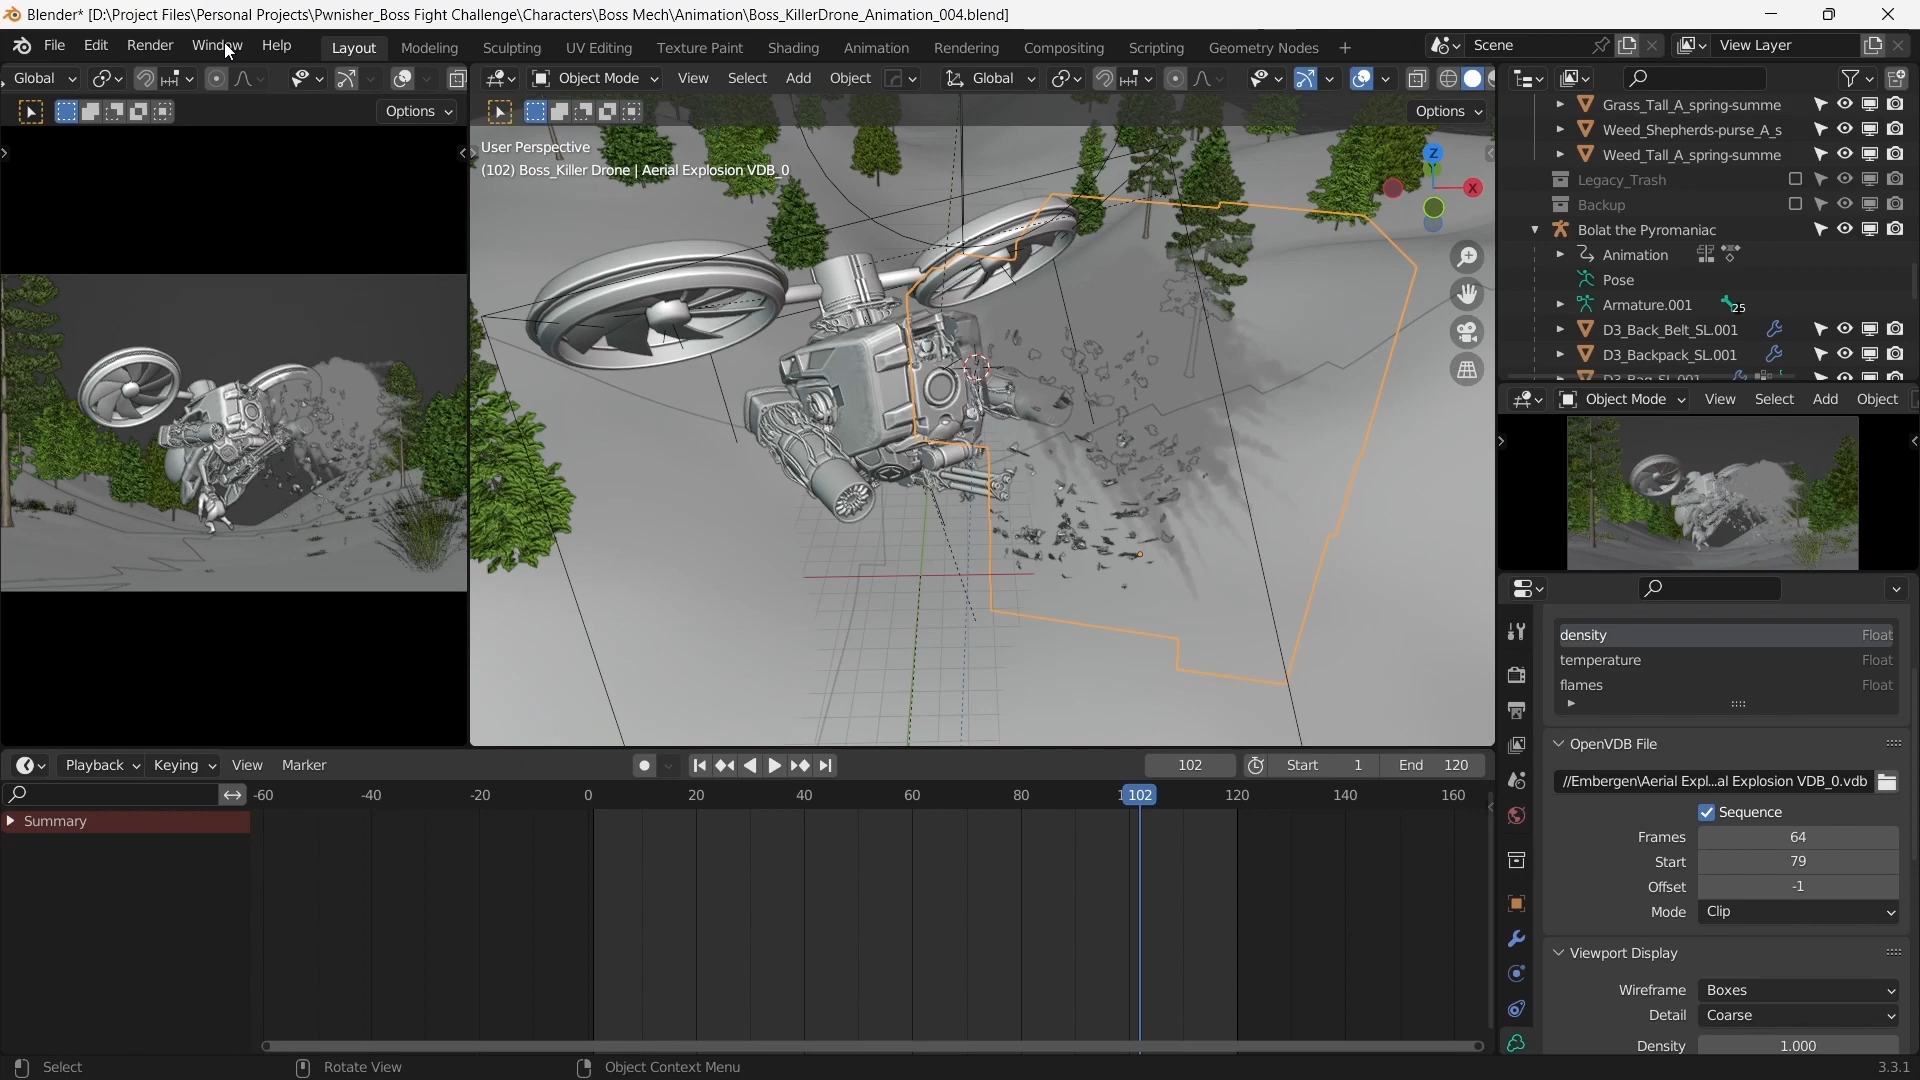 Blender* [D:\Project Files\Personal Projects\Pwnisher_Boss Fight Challenge\Characters\Boss Mech\Animation\Boss_KillerDrone_Animation_004.blend]
File Edit Render Window Help Layout Modeling Sculpting UV Editing Texture Paint Shading Animation Rendering Compositing Scripting Geometry Nodes + Scene View Layer
Global Object Mode View Select Add Object Global
Options Options
User Perspective
(102) Boss_Killer Drone | Aerial Explosion VDB_0
Z
X
Grass_Tall_A_spring-summe
Weed_Shepherds-purse_A_s
Weed_Tall_A_spring-summe
Legacy_Trash
Backup
Bolat the Pyromaniac
Animation
Pose
Armature.001 25
D3_Back_Belt_SL.001
D3_Backpack_SL.001
D3_Bag_SL.001
Object Mode View Select Add Object
density Float
temperature Float
flames Float
OpenVDB File
//Embergen\Aerial Expl...al Explosion VDB_0.vdb
Sequence
Frames 64
Start 79
Offset -1
Mode Clip
Viewport Display
Wireframe Boxes
Detail Coarse
Density 1.000
Playback Keying View Marker 102 Start 1 End 120
-60 -40 -20 0 20 40 60 80 102 120 140 160
Summary
Select Rotate View Object Context Menu 3.3.1